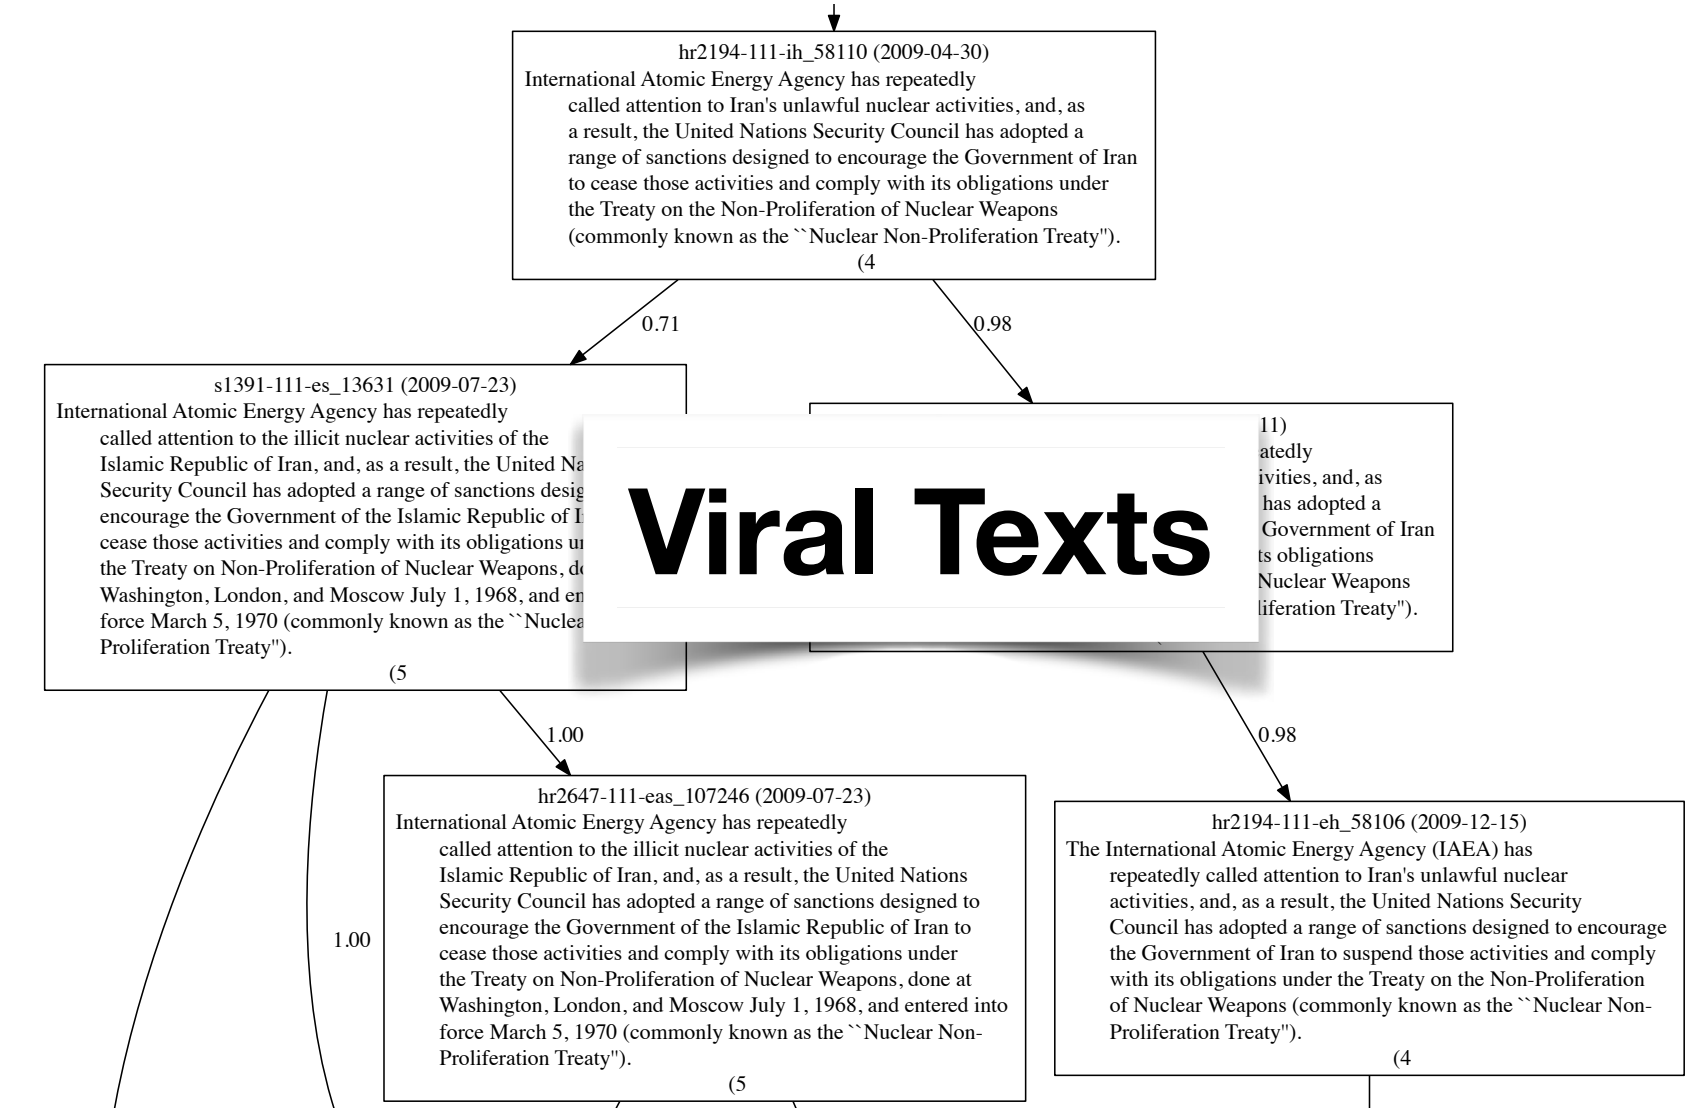 hr2194-111-ih_58110 (2009-04-30)
International Atomic Energy Agency has repeatedly
called attention to Iran's unlawful nuclear activities, and, as
a result, the United Nations Security Council has adopted a
range of sanctions designed to encourage the Government of Iran
to cease those activities and comply with its obligations under
the Treaty on the Non-Proliferation of Nuclear Weapons
(commonly known as the ``Nuclear Non-Proliferation Treaty'').
(4
0.71
0.98
s1391-111-es_13631 (2009-07-23)
International Atomic Energy Agency has repeatedly
called attention to the illicit nuclear activities of the
Islamic Republic of Iran, and, as a result, the United
Security Council has adopted a range of sanctions
encourage the Government of the Islamic Republic of
cease those activities and comply with its obligations
the Treaty on Non-Proliferation of Nuclear Weapons,
Washington, London, and Moscow July 1, 1968, and
force March 5, 1970 (commonly known as the
Proliferation Treaty'').
(5
Viral Texts
11)
and, as
has adopted a
Government of Iran
obligations
Nuclear Weapons
Treaty'').
1.00
0.98
hr2647-111-eas_107246 (2009-07-23)
International Atomic Energy Agency has repeatedly
called attention to the illicit nuclear activities of the
Islamic Republic of Iran, and, as a result, the United Nations
Security Council has adopted a range of sanctions designed to
encourage the Government of the Islamic Republic of Iran to
cease those activities and comply with its obligations under
the Treaty on Non-Proliferation of Nuclear Weapons, done at
Washington, London, and Moscow July 1, 1968, and entered into
force March 5, 1970 (commonly known as the ``Nuclear Non-
Proliferation Treaty'').
(5
1.00
hr2194-111-eh_58106 (2009-12-15)
The International Atomic Energy Agency (IAEA) has
repeatedly called attention to Iran's unlawful nuclear
activities, and, as a result, the United Nations Security
Council has adopted a range of sanctions designed to encourage
the Government of Iran to suspend those activities and comply
with its obligations under the Treaty on the Non-Proliferation
of Nuclear Weapons (commonly known as the ``Nuclear Non-
Proliferation Treaty'').
(4